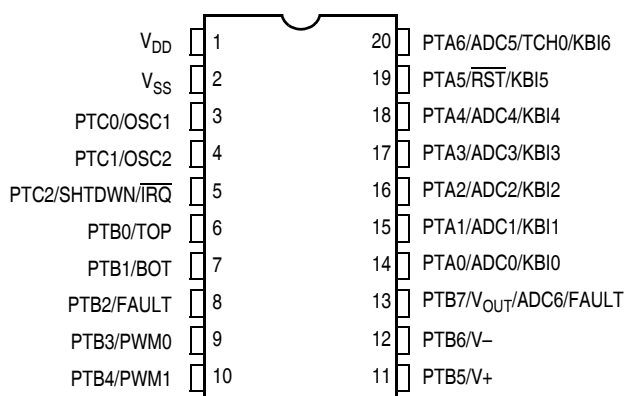 V_DD 1 20 PTA6/ADC5/TCH0/KBI6
V_SS 2 19 PTA5/R̅S̅T̅/KBI5
PTC0/OSC1 3 18 PTA4/ADC4/KBI4
PTC1/OSC2 4 17 PTA3/ADC3/KBI3
PTC2/SHTDWN/I̅R̅Q̅ 5 16 PTA2/ADC2/KBI2
PTB0/TOP 6 15 PTA1/ADC1/KBI1
PTB1/BOT 7 14 PTA0/ADC0/KBI0
PTB2/FAULT 8 13 PTB7/V_OUT/ADC6/FAULT
PTB3/PWM0 9 12 PTB6/V–
PTB4/PWM1 10 11 PTB5/V+